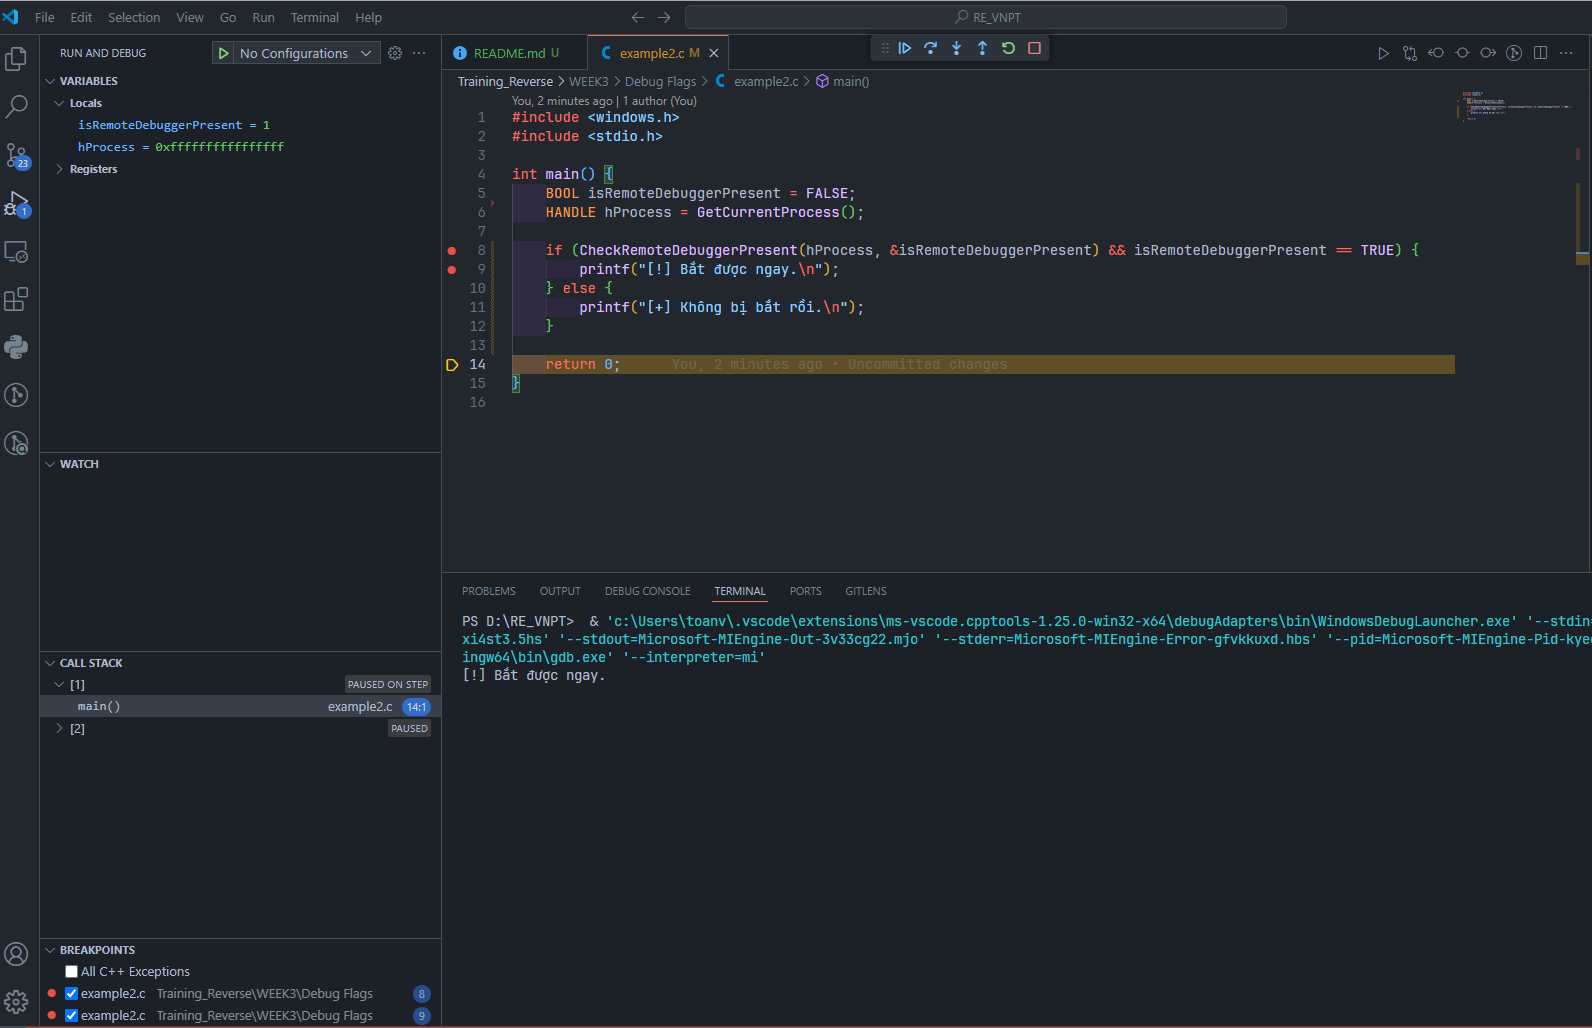 File Edit Selection View Go Run Terminal Help
RE_VNPT
RUN AND DEBUG No Configurations
VARIABLES
Locals
isRemoteDebuggerPresent = 1
hProcess = 0xffffffffffffffff
Registers
WATCH
CALL STACK
[1] PAUSED ON STEP
main() example2.c 14:1
[2] PAUSED
BREAKPOINTS
All C++ Exceptions
example2.c Training_Reverse\WEEK3\Debug Flags 8
example2.c Training_Reverse\WEEK3\Debug Flags 9
23
1
README.md U example2.c M
Training_Reverse > WEEK3 > Debug Flags > example2.c > main()
You, 2 minutes ago | 1 author (You)
1 #include <windows.h>
2 #include <stdio.h>
3
4 int main() {
5 BOOL isRemoteDebuggerPresent = FALSE;
6 HANDLE hProcess = GetCurrentProcess();
7
8 if (CheckRemoteDebuggerPresent(hProcess, &isRemoteDebuggerPresent) && isRemoteDebuggerPresent == TRUE) {
9 printf("[!] Bắt được ngay.\n");
10 } else {
11 printf("[+] Không bị bắt rồi.\n");
12 }
13
14 return 0; You, 2 minutes ago • Uncommitted changes
15 }
16
PROBLEMS OUTPUT DEBUG CONSOLE TERMINAL PORTS GITLENS
PS D:\RE_VNPT> & 'c:\Users\toanv\.vscode\extensions\ms-vscode.cpptools-1.25.0-win32-x64\debugAdapters\bin\WindowsDebugLauncher.exe' '--stdin=
xi4st3.5hs' '--stdout=Microsoft-MIEngine-Out-3v33cg22.mjo' '--stderr=Microsoft-MIEngine-Error-gfvkkuxd.hbs' '--pid=Microsoft-MIEngine-Pid-kyec
ingw64\bin\gdb.exe' '--interpreter=mi'
[!] Bắt được ngay.